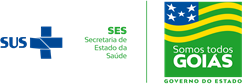 SUS
SES
Secretaria de
Estado da
Saúde
Somos todos
GOIÁS
GOVERNO DO ESTADO